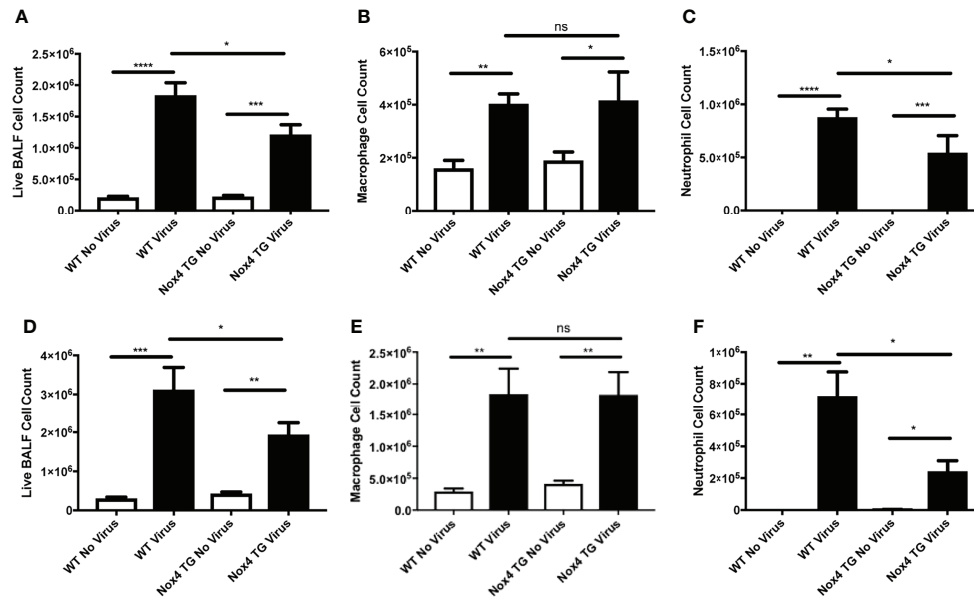 A
Live BALF Cell Count
2.5×10⁶
2.0×10⁶
1.5×10⁶
1.0×10⁶
5.0×10⁵
0.0
****
*
***
WT No Virus
WT Virus
Nox4 TG No Virus
Nox4 TG Virus
B
Macrophage Cell Count
6×10⁵
4×10⁵
2×10⁵
0
**
ns
*
WT No Virus
WT Virus
Nox4 TG No Virus
Nox4 TG Virus
C
Neutrophil Cell Count
1.5×10⁶
1.0×10⁶
5.0×10⁵
0.0
****
*
***
WT No Virus
WT Virus
Nox4 TG No Virus
Nox4 TG Virus
D
Live BALF Cell Count
4×10⁶
3×10⁶
2×10⁶
1×10⁶
0
***
*
**
WT No Virus
WT Virus
Nox4 TG No Virus
Nox4 TG Virus
E
Macrophage Cell Count
2.5×10⁶
2.0×10⁶
1.5×10⁶
1.0×10⁶
5.0×10⁵
0.0
**
ns
**
WT No Virus
WT Virus
Nox4 TG No Virus
Nox4 TG Virus
F
Neutrophil Cell Count
1×10⁶
8×10⁵
6×10⁵
4×10⁵
2×10⁵
0
**
*
*
WT No Virus
WT Virus
Nox4 TG No Virus
Nox4 TG Virus